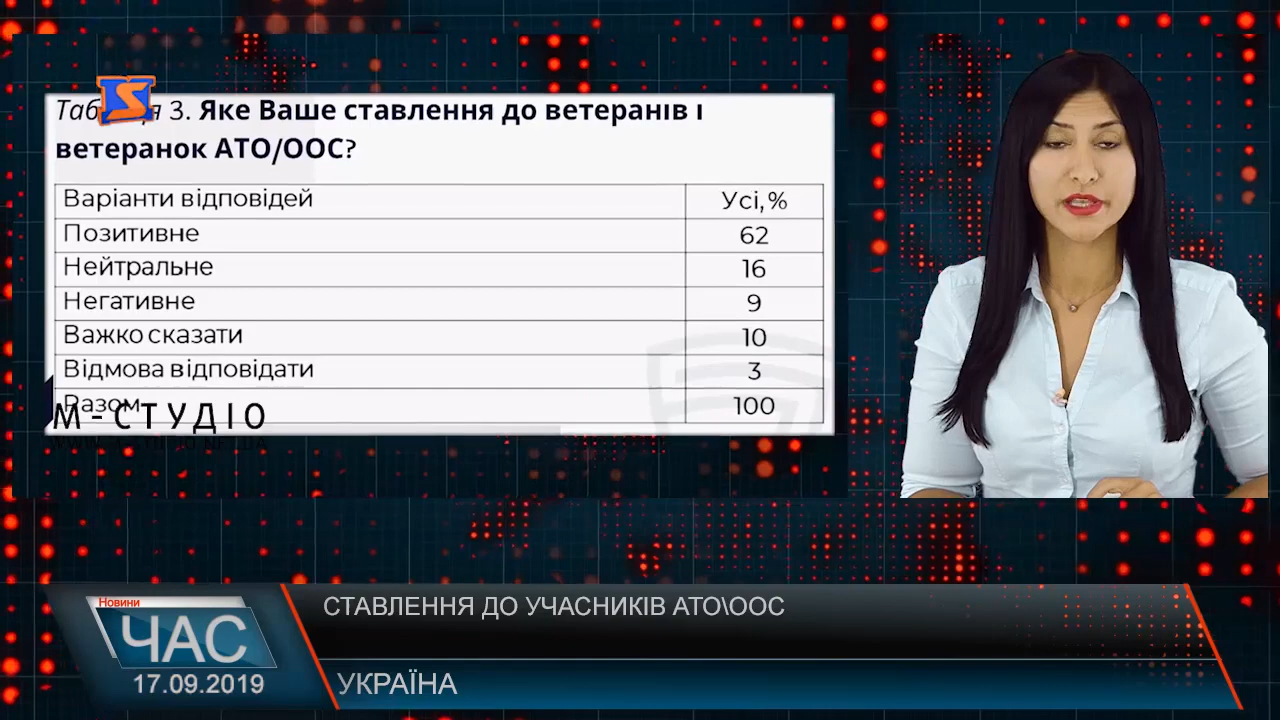 3. Яке Ваше ставлення до ветеранів і
ветеранок АТО/ООС?
Варіанти відповідей Усі,%
Позитивне 62
Нейтральне 16
Негативне 9
Важко сказати 10
Відмова відповідати 3
Разом 100
М-СТУДІО
Новини
ЧАС
17.09.2019
СТАВЛЕННЯ ДО УЧАСНИКІВ АТО\ООС
УКРАЇНА